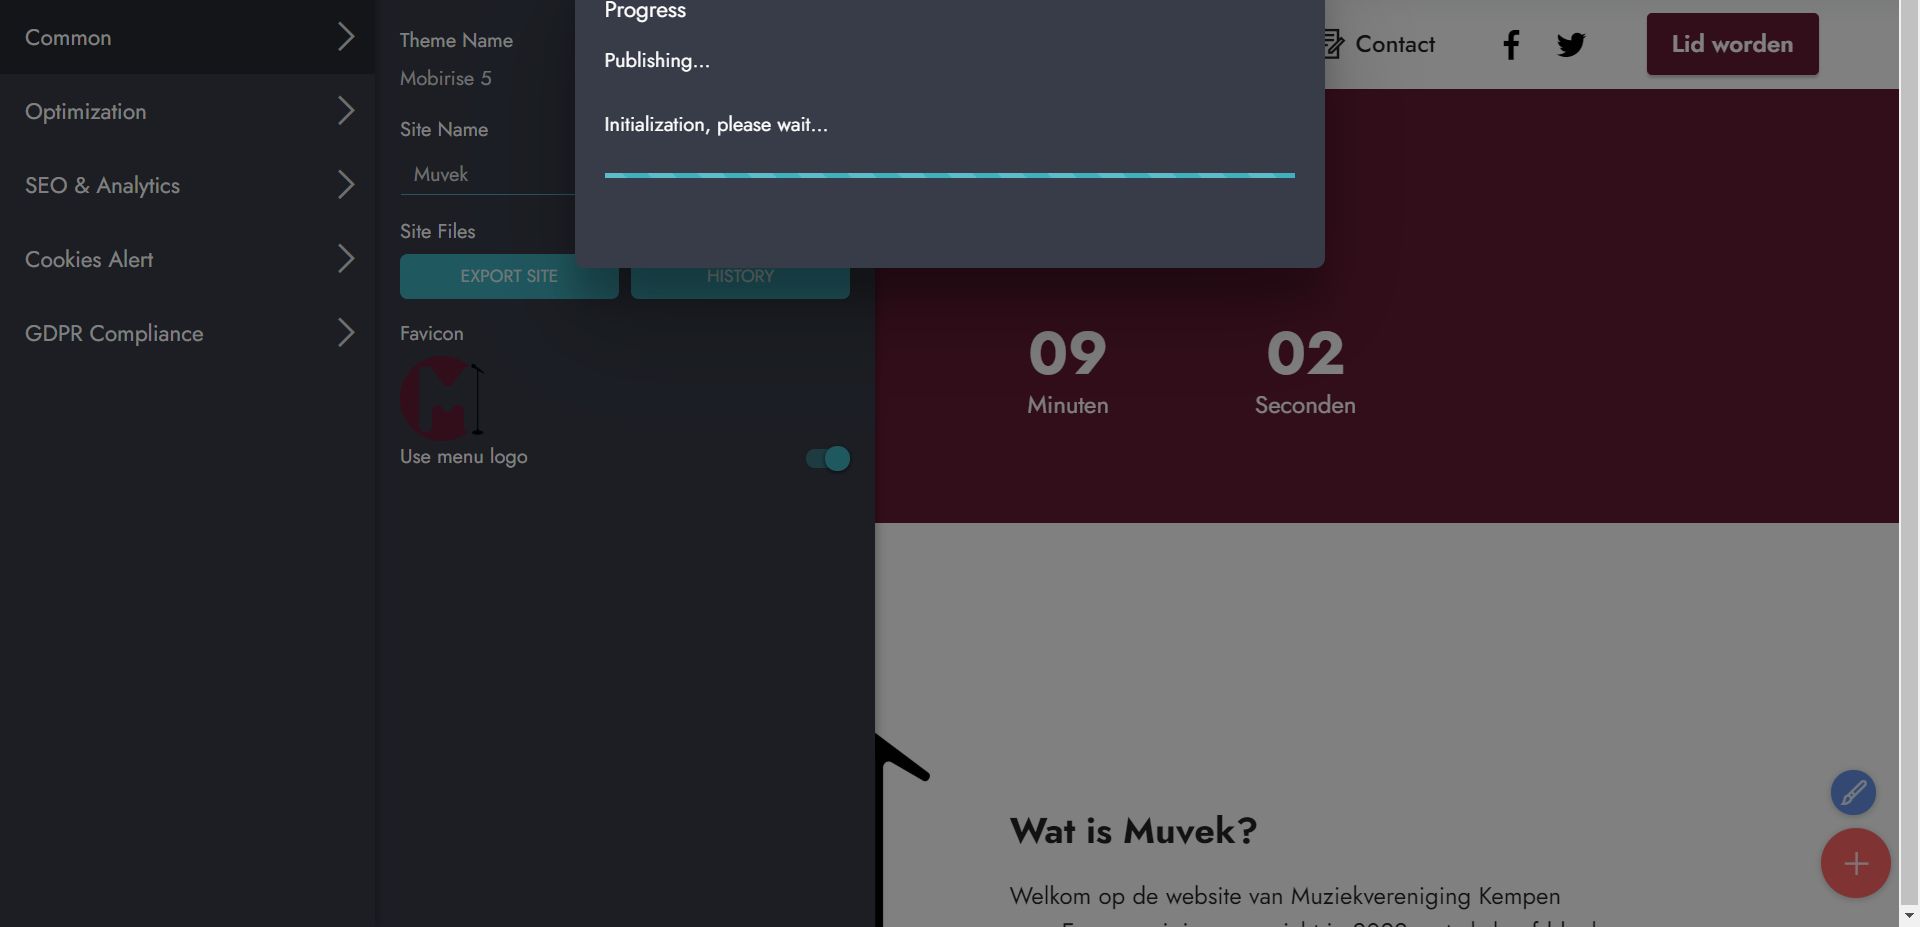 Common
Optimization
SEO & Analytics
Cookies Alert
GDPR Compliance
Theme Name
Mobirise 5
Site Name
Muvek
Site Files
EXPORT SITE
HISTORY
Favicon
Use menu logo
Progress
Publishing...
Initialization, please wait...
Contact
Lid worden
09
Minuten
02
Seconden
Wat is Muvek?
Welkom op de website van Muziekvereniging Kempen